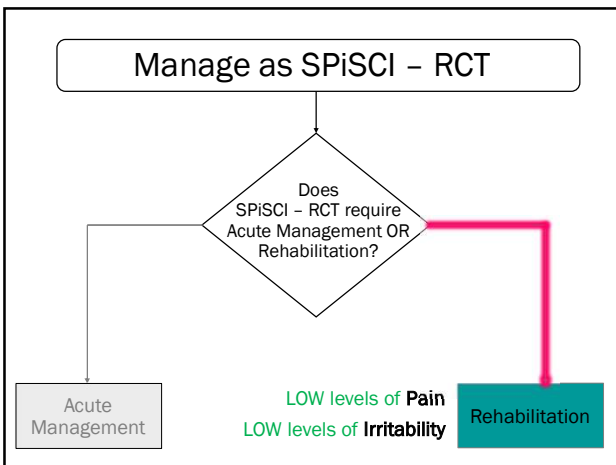 Manage as SPiSCI – RCT
Does
SPiSCI – RCT require
Acute Management OR
Rehabilitation?
Acute
Management
LOW levels of Pain
LOW levels of Irritability
Rehabilitation